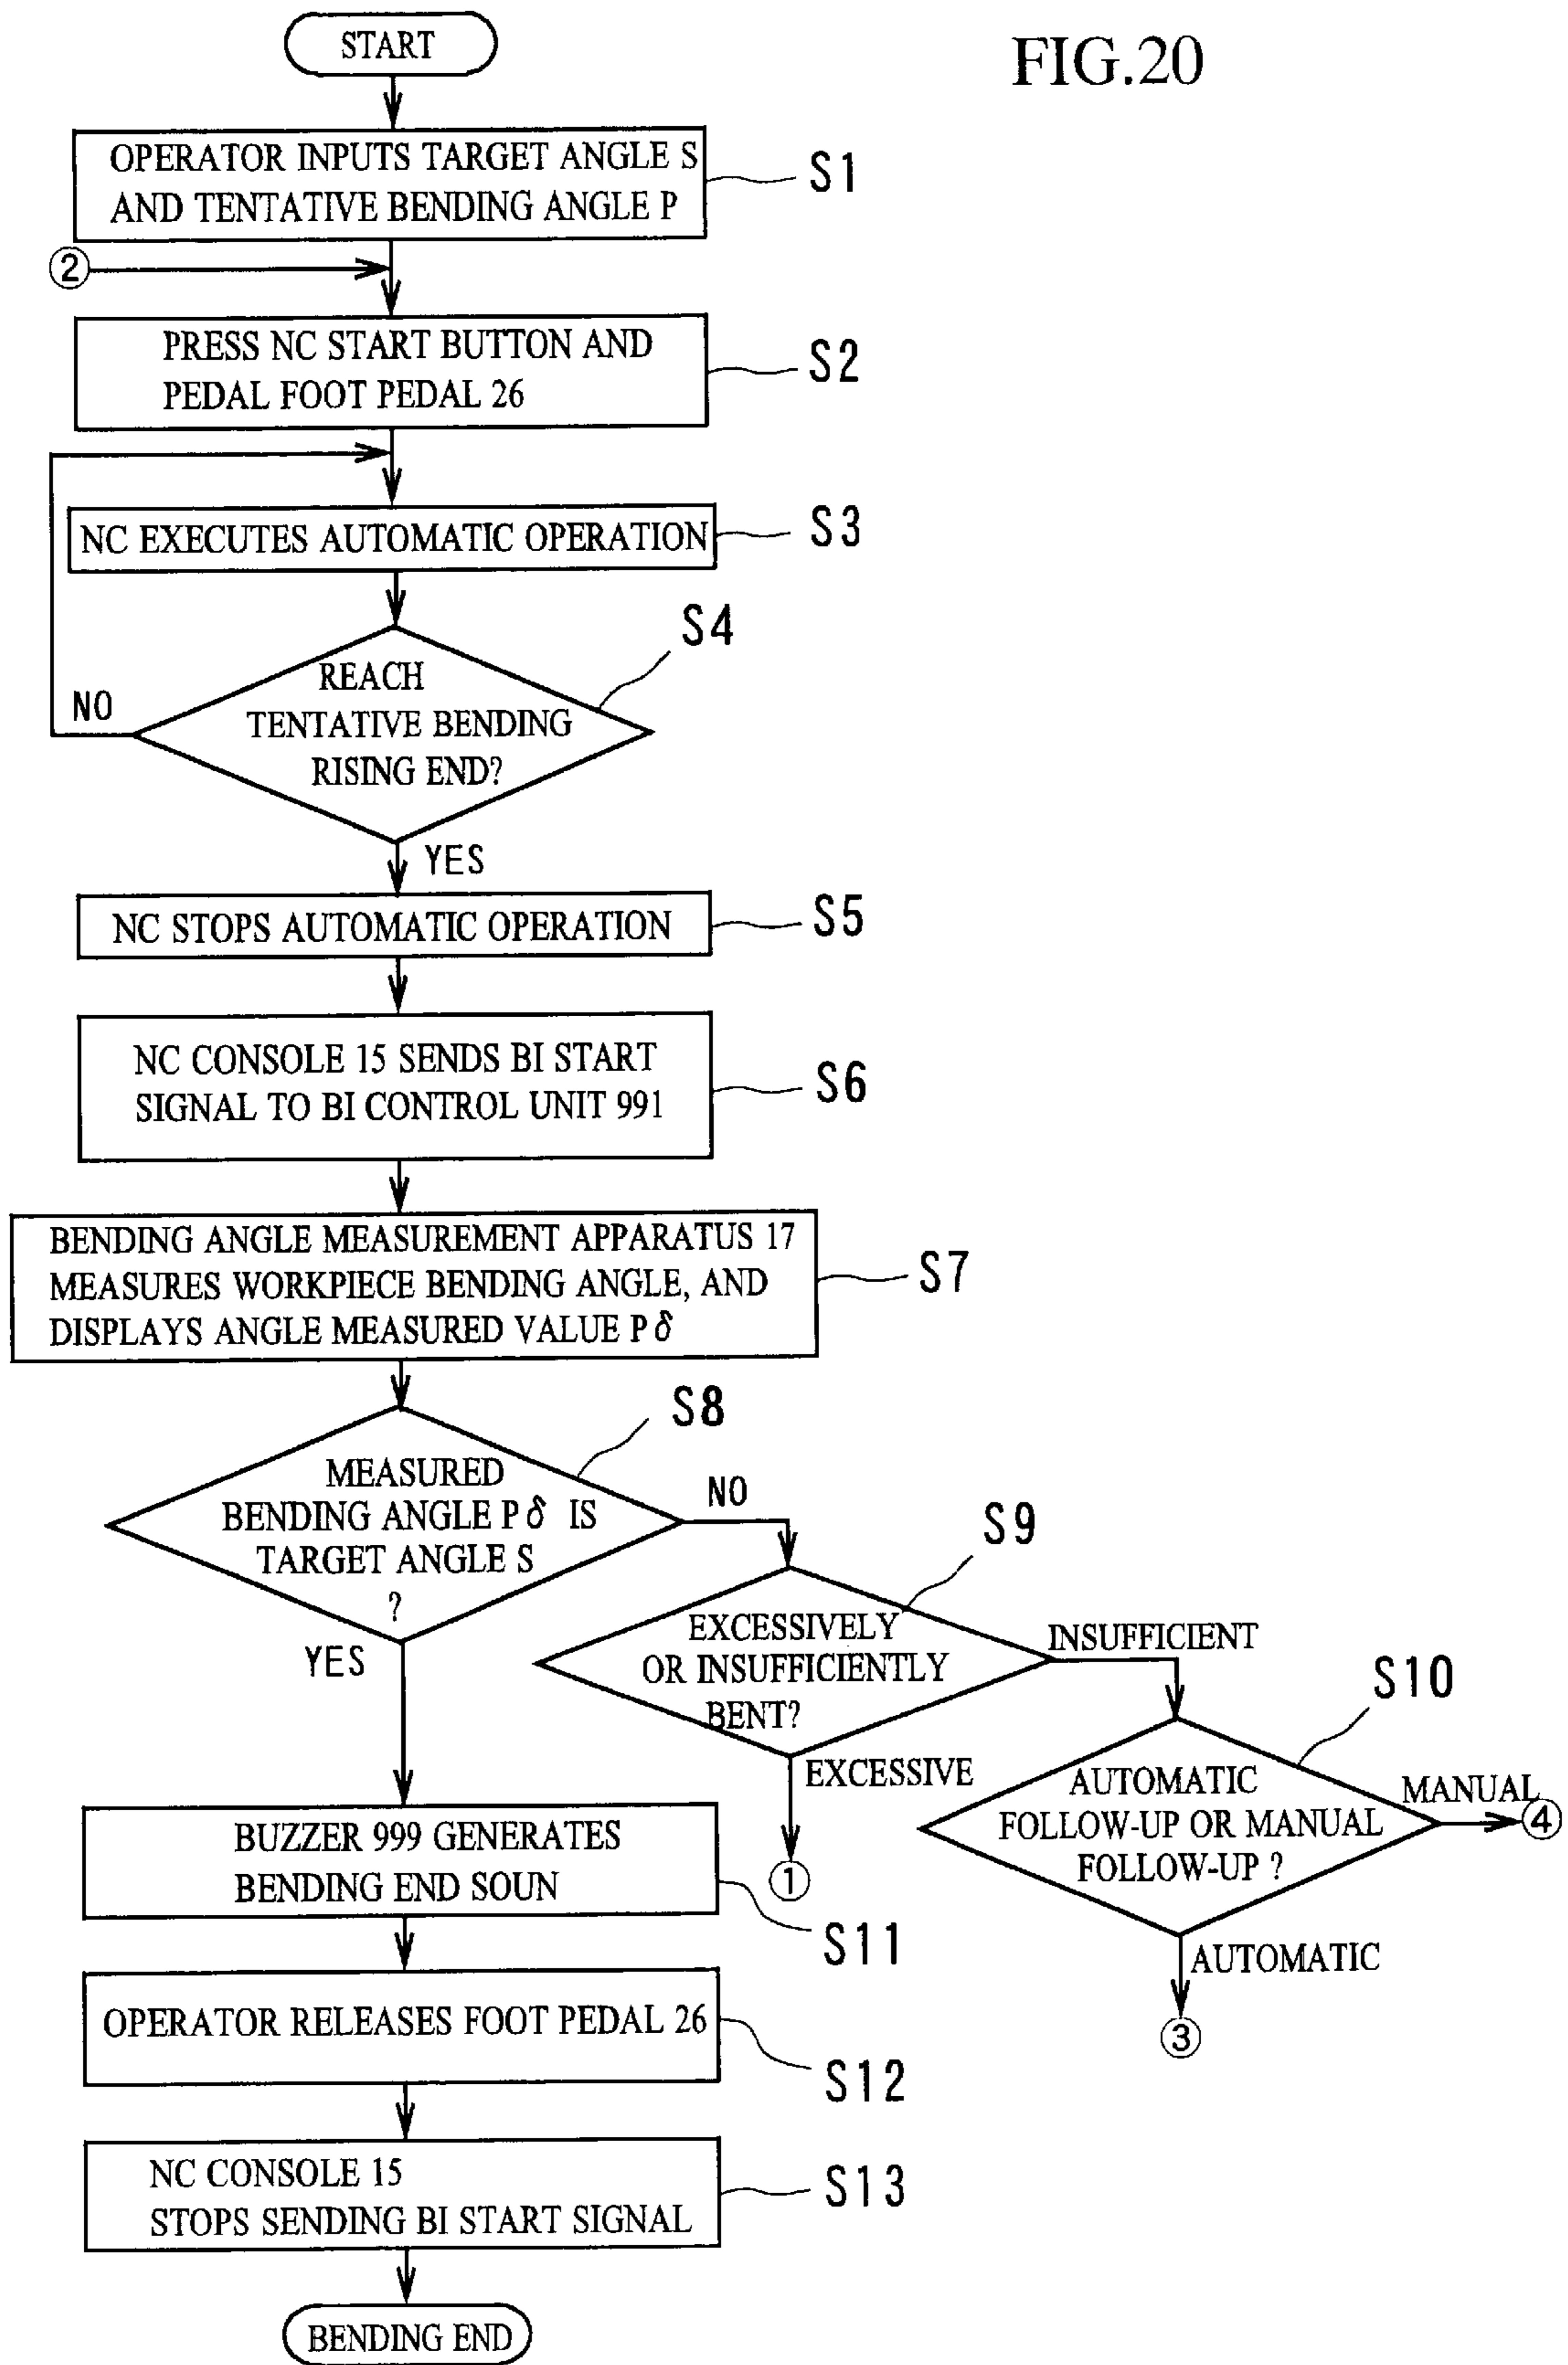 FIG.20
START
OPERATOR INPUTS TARGET ANGLE S
AND TENTATIVE BENDING ANGLE P
S1
②
PRESS NC START BUTTON AND
PEDAL FOOT PEDAL 26
S2
NC EXECUTES AUTOMATIC OPERATION
S3
S4
REACH
TENTATIVE BENDING
RISING END?
NO
YES
NC STOPS AUTOMATIC OPERATION
S5
NC CONSOLE 15 SENDS BI START
SIGNAL TO BI CONTROL UNIT 991
S6
BENDING ANGLE MEASUREMENT APPARATUS 17
MEASURES WORKPIECE BENDING ANGLE, AND
DISPLAYS ANGLE MEASURED VALUE P δ
S7
S8
MEASURED
BENDING ANGLE P δ IS
TARGET ANGLE S
?
NO
YES
S9
EXCESSIVELY
OR INSUFFICIENTLY
BENT?
INSUFFICIENT
EXCESSIVE
①
S10
AUTOMATIC
FOLLOW-UP OR MANUAL
FOLLOW-UP ?
MANUAL
④
AUTOMATIC
③
BUZZER 999 GENERATES
BENDING END SOUN
S11
OPERATOR RELEASES FOOT PEDAL 26
S12
NC CONSOLE 15
STOPS SENDING BI START SIGNAL
S13
BENDING END